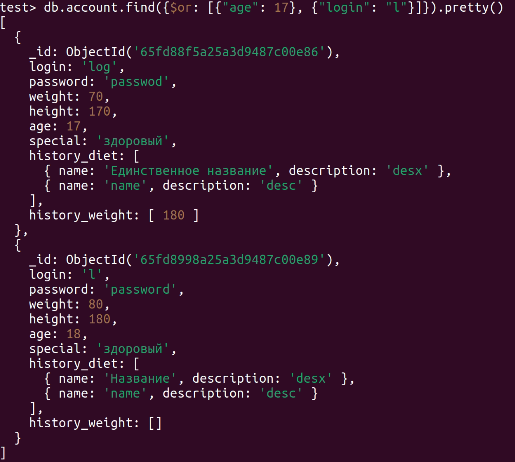 test> db.account.find({$or: [{"age": 17}, {"login": "l"}]}).pretty()
[
  {
    _id: ObjectId('65fd88f5a25a3d9487c00e86'),
    login: 'log',
    password: 'passwod',
    weight: 70,
    height: 170,
    age: 17,
    special: 'здоровый',
    history_diet: [
      { name: 'Единственное название', description: 'desx' },
      { name: 'name', description: 'desc' }
    ],
    history_weight: [ 180 ]
  },
  {
    _id: ObjectId('65fd8998a25a3d9487c00e89'),
    login: 'l',
    password: 'password',
    weight: 80,
    height: 180,
    age: 18,
    special: 'здоровый',
    history_diet: [
      { name: 'Название', description: 'desx' },
      { name: 'name', description: 'desc' }
    ],
    history_weight: []
  }
]